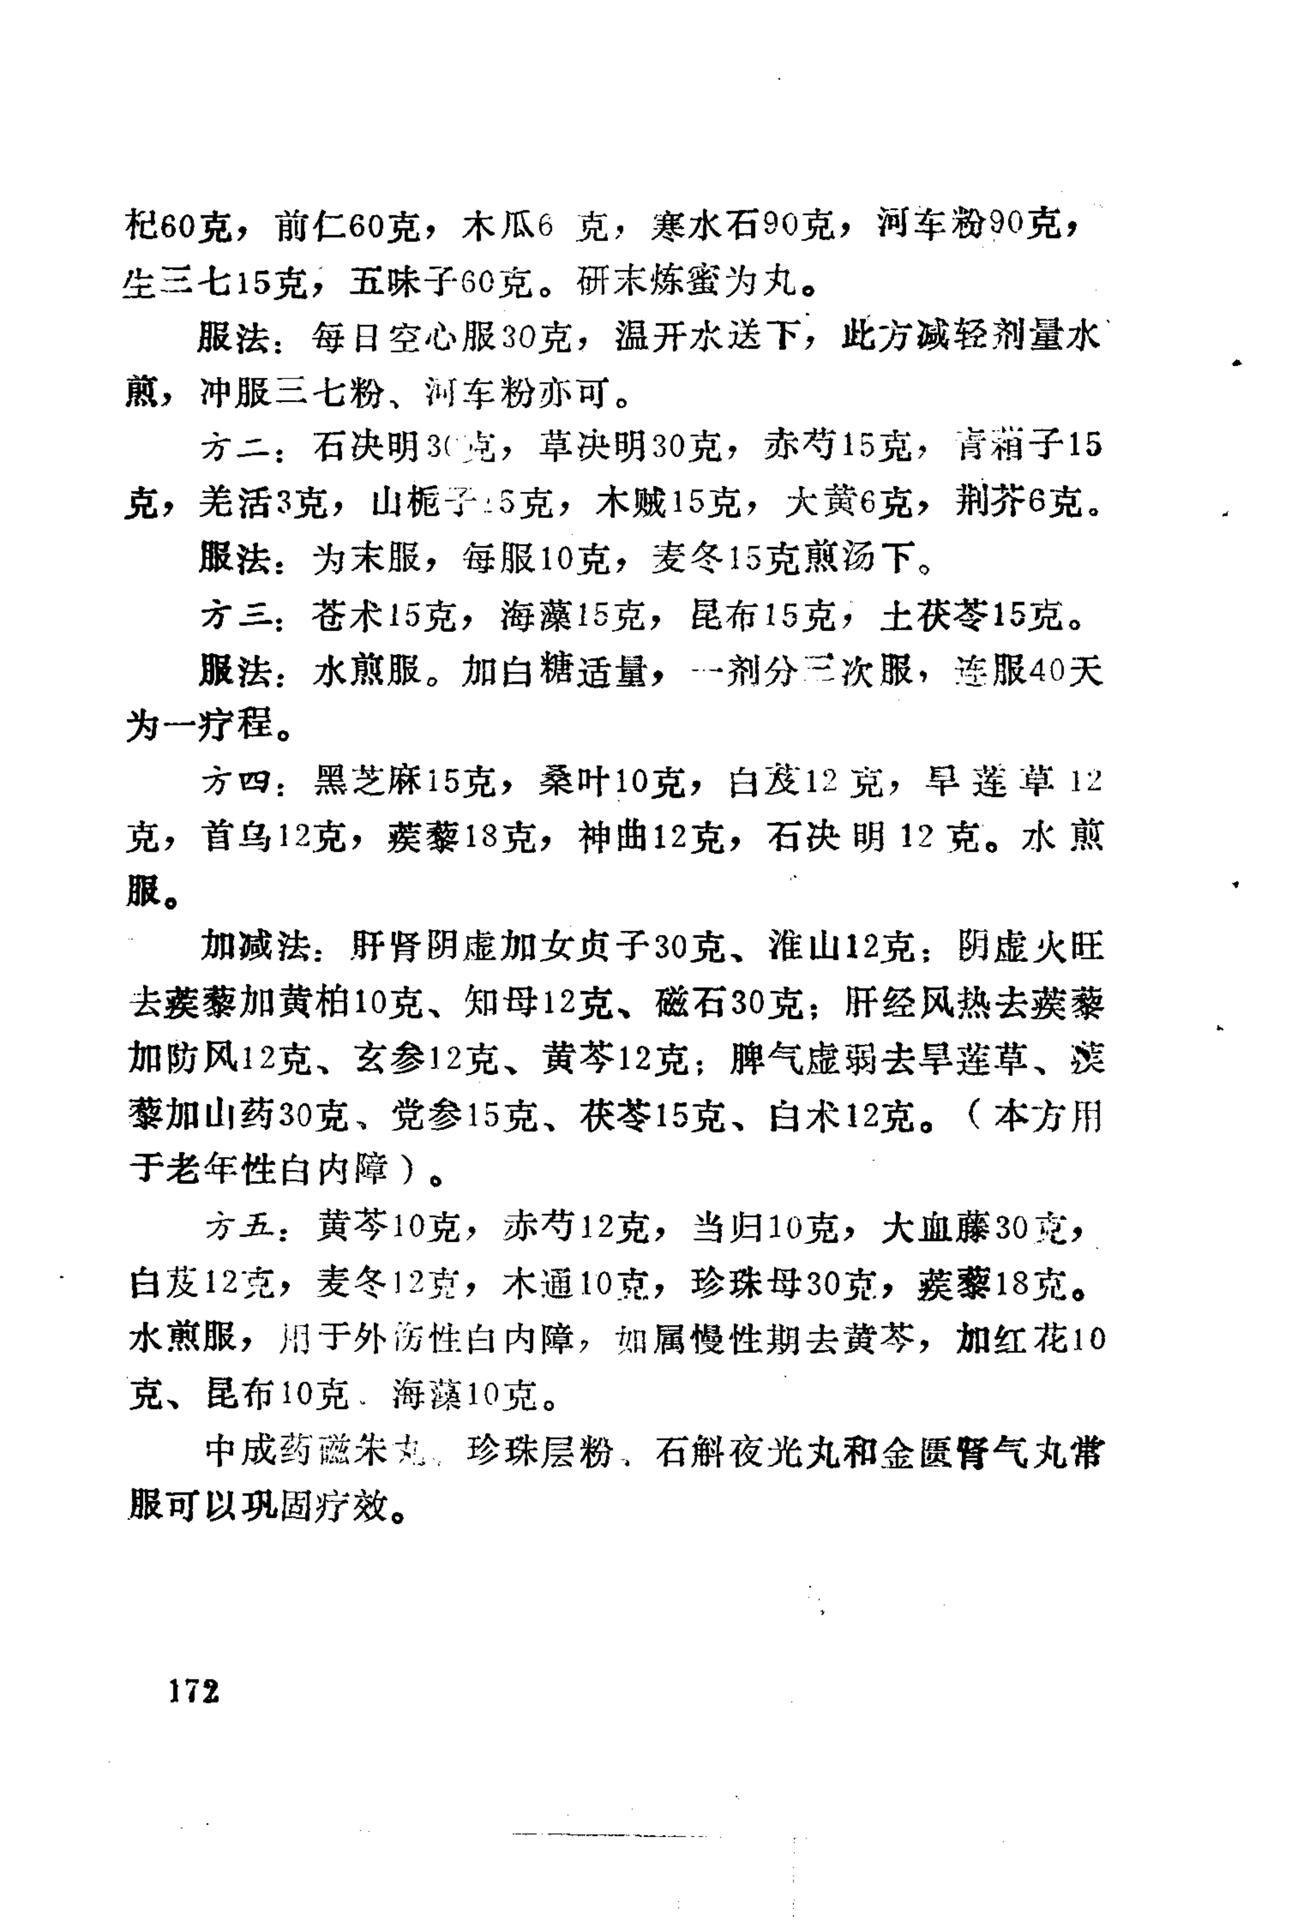 杞60克，前仁60克，木瓜6 克，寒水石90克，河车粉90克，
生三七15克，五味子60克。研末炼蜜为丸。
服法：每日空心服30克，温开水送下，此方减轻剂量水
煎，冲服三七粉、河车粉亦可。
方二：石决明30克，草决明30克，赤芍15克，青葙子15
克，羌活3克，山栀子15克，木贼15克，大黄6克，荆芥6克。
服法：为末服，每服10克，麦冬15克煎汤下。
方三：苍术15克，海藻15克，昆布15克，土茯苓15克。
服法：水煎服。加白糖适量，一剂分三次服，连服40天
为一疗程。
方四：黑芝麻15克，桑叶10克，白芨12克，旱莲草12
克，首乌12克，蒺藜18克，神曲12克，石决明12克。水煎
服。
加减法：肝肾阴虚加女贞子30克、淮山12克；阴虚火旺
去蒺藜加黄柏10克、知母12克、磁石30克；肝经风热去蒺藜
加防风12克、玄参12克、黄芩12克；脾气虚弱去旱莲草、蒺
藜加山药30克、党参15克、茯苓15克、白术12克。（本方用
于老年性白内障）。
方五：黄芩10克，赤芍12克，当归10克，大血藤30克，
白芨12克，麦冬12克，木通10克，珍珠母30克，蒺藜18克。
水煎服，用于外伤性白内障，如属慢性期去黄芩，加红花10
克、昆布10克、海藻10克。
中成药磁朱丸、珍珠层粉、石斛夜光丸和金匮肾气丸常
服可以巩固疗效。
172